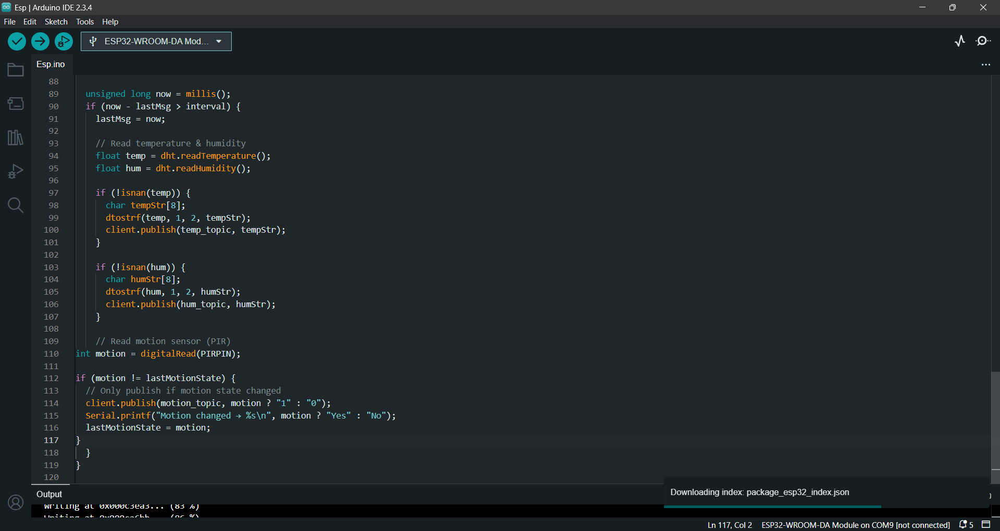 Esp | Arduino IDE 2.3.4
File Edit Sketch Tools Help
ESP32-WROOM-DA Mod...
Esp.ino
88
89 unsigned long now = millis();
90 if (now - lastMsg > interval) {
91 lastMsg = now;
92
93 // Read temperature & humidity
94 float temp = dht.readTemperature();
95 float hum = dht.readHumidity();
96
97 if (!isnan(temp)) {
98 char tempStr[8];
99 dtostrf(temp, 1, 2, tempStr);
100 client.publish(temp_topic, tempStr);
101 }
102
103 if (!isnan(hum)) {
104 char humStr[8];
105 dtostrf(hum, 1, 2, humStr);
106 client.publish(hum_topic, humStr);
107 }
108
109 // Read motion sensor (PIR)
110 int motion = digitalRead(PIRPIN);
111
112 if (motion != lastMotionState) {
113 // Only publish if motion state changed
114 client.publish(motion_topic, motion ? "1" : "0");
115 Serial.printf("Motion changed → %s\n", motion ? "Yes" : "No");
116 lastMotionState = motion;
117 }
118 }
119 }
120
Output
Downloading index: package_esp32_index.json
Writing at 0x000c3ea3... (83 %)
Ln 117, Col 2 ESP32-WROOM-DA Module on COM9 [not connected] 5